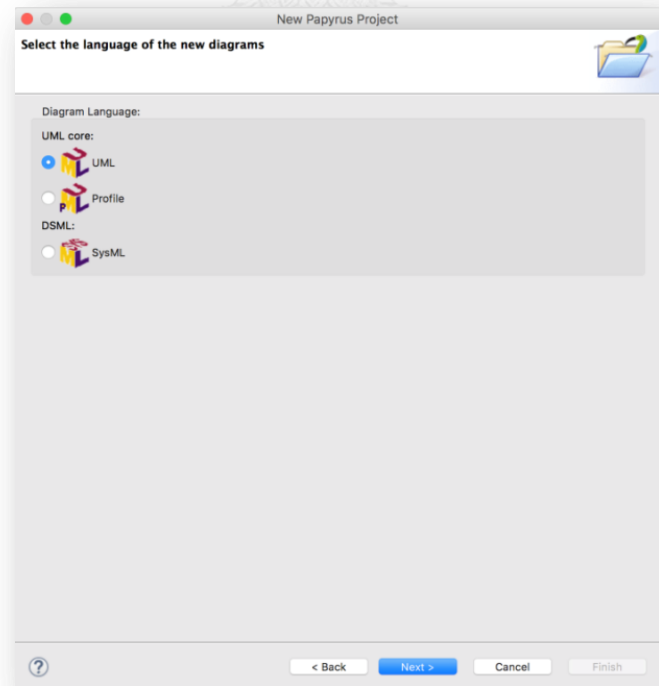 New Papyrus Project
Select the language of the new diagrams
Diagram Language:
UML core:
UML
Profile
DSML:
SysML
? < Back Next > Cancel Finish